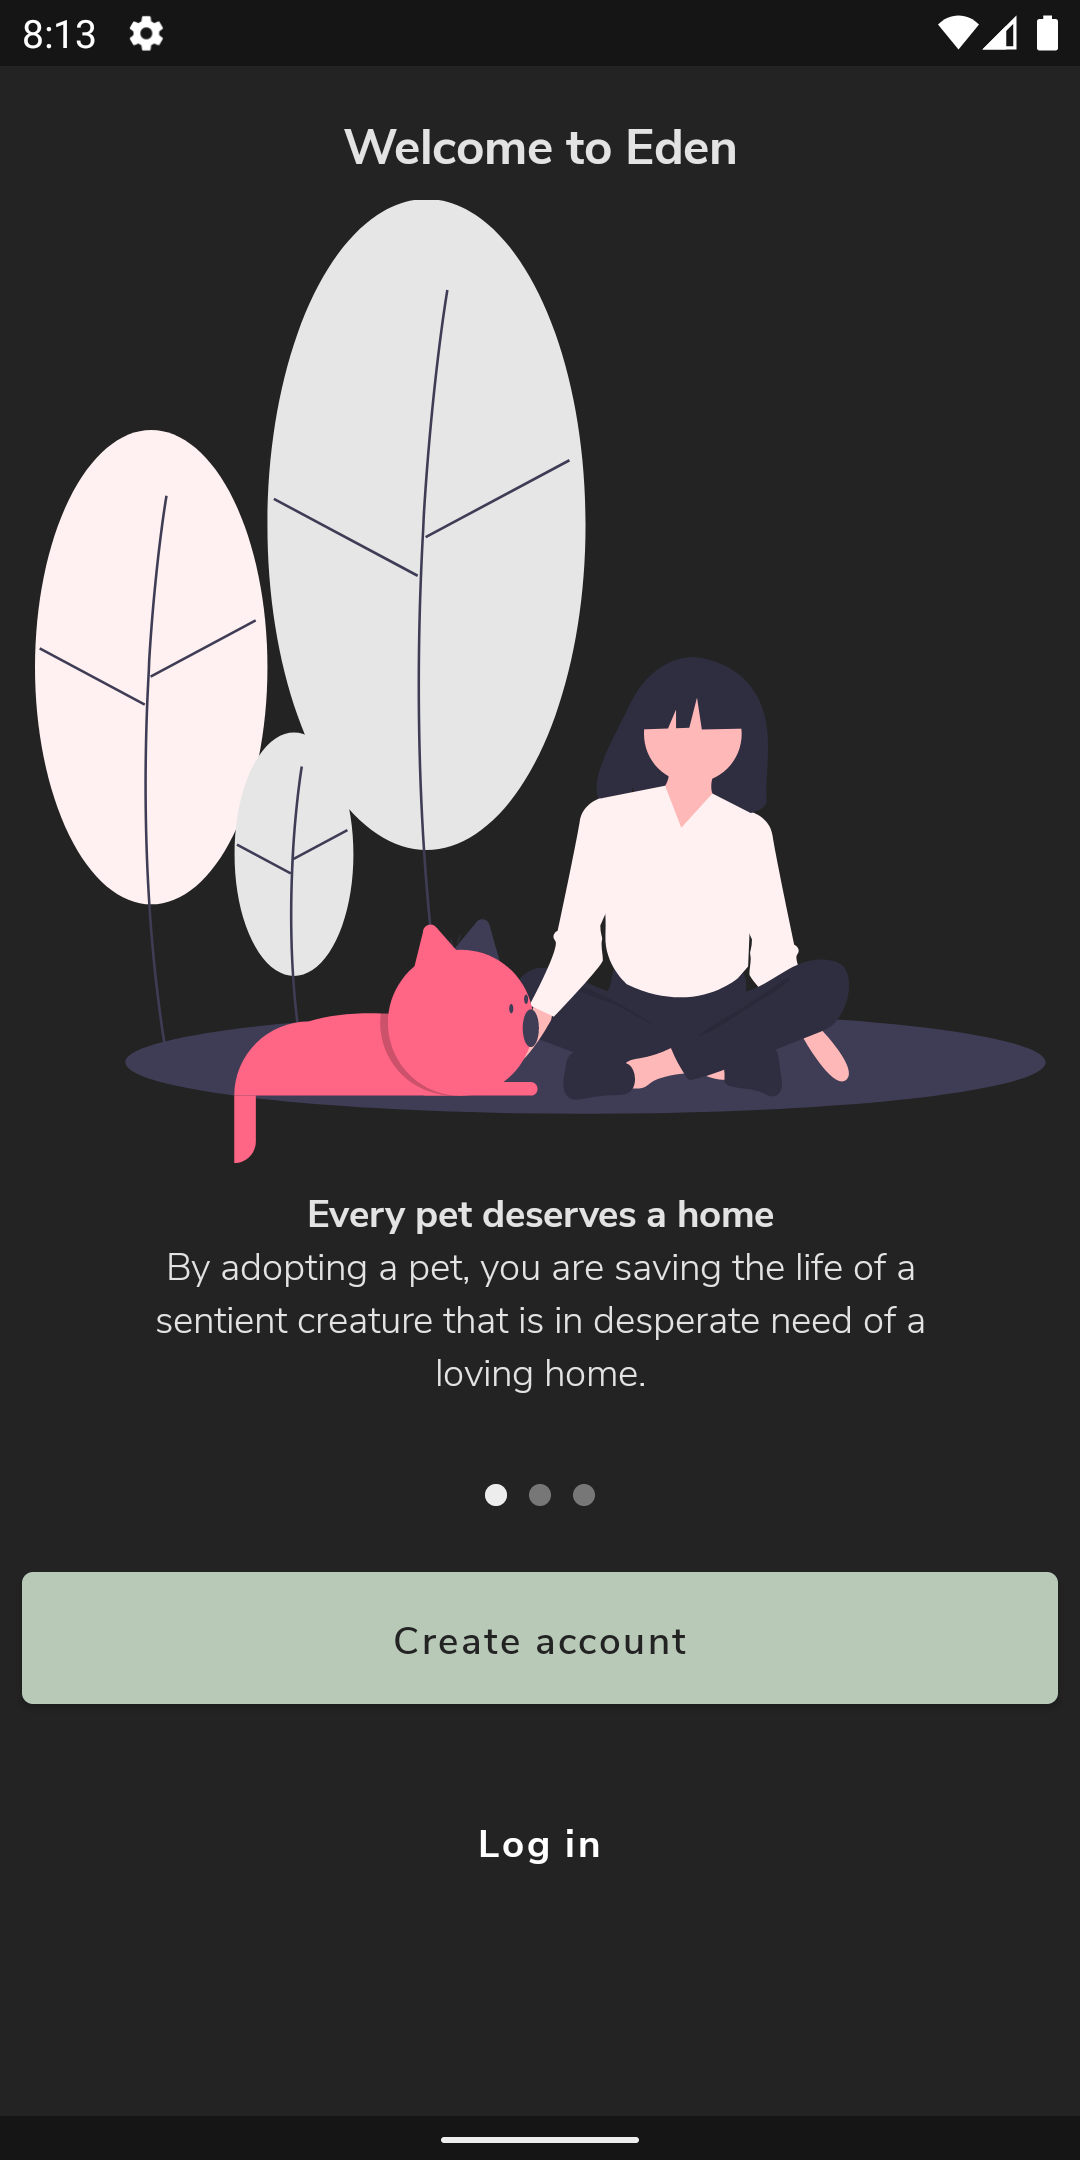 8:13
Welcome to Eden
Every pet deserves a home
By adopting a pet, you are saving the life of a
sentient creature that is in desperate need of a
loving home.
Create account
Log in